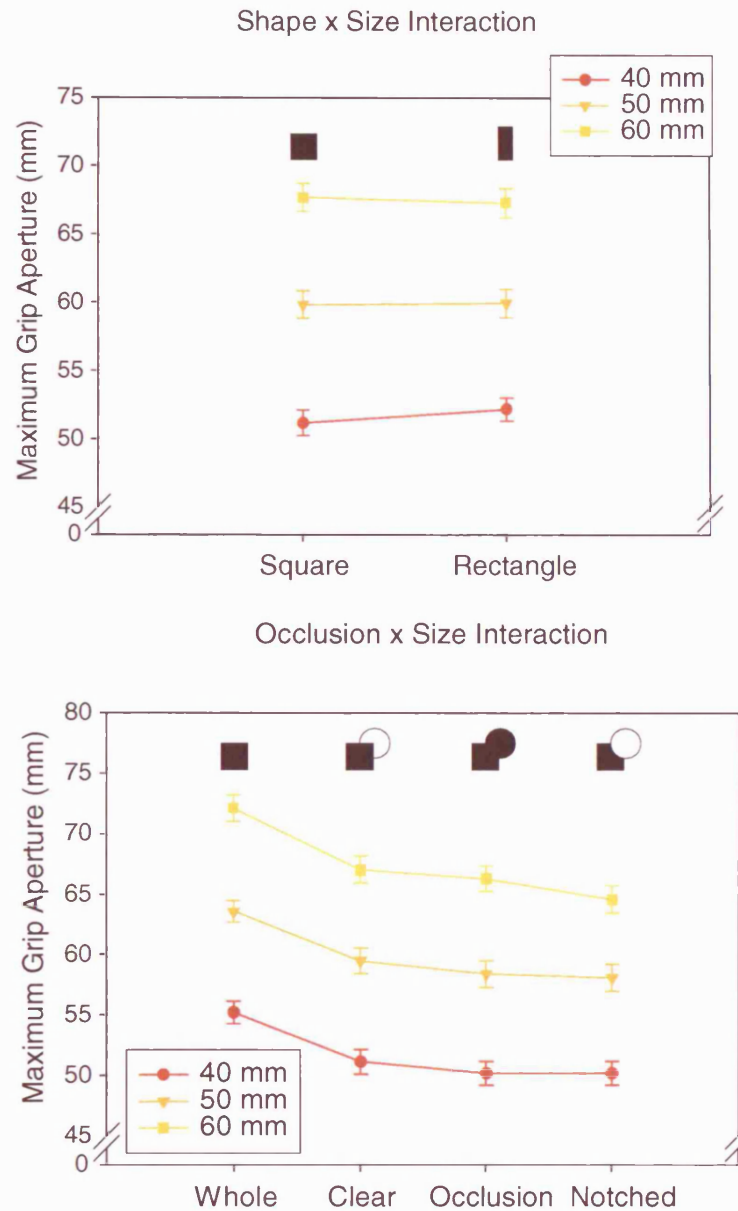 Shape x Size Interaction
40 mm
50 mm
60 mm
Maximum Grip Aperture (mm)
75
70
65
60
55
50
45
0
Square Rectangle
Occlusion x Size Interaction
Maximum Grip Aperture (mm)
80
75
70
65
60
55
50
45
0
40 mm
50 mm
60 mm
Whole Clear Occlusion Notched